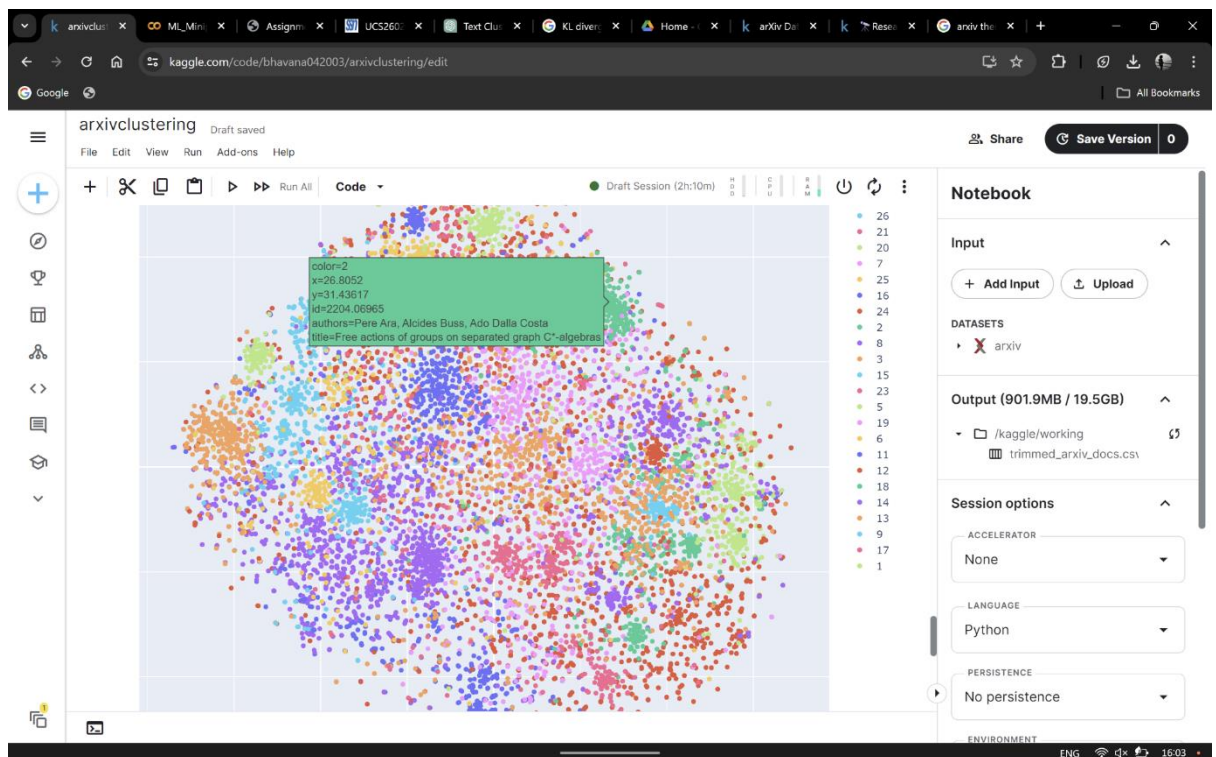 arxivclust
ML_Mini
Assignm
UCS2602
Text Clus
KL diverg
Home -
arXiv Da
Resea
arxiv the
kaggle.com/code/bhavana042003/arxivclustering/edit
Google
All Bookmarks
arxivclustering Draft saved
File Edit View Run Add-ons Help
Share
Save Version 0
Run All
Code
Draft Session (2h:10m)
HDD
CPU
RAM
color=2
x=26.8052
y=31.43617
id=2204.06965
authors=Pere Ara, Alcides Buss, Ado Dalla Costa
title=Free actions of groups on separated graph C*-algebras
26
21
20
7
25
16
24
2
8
3
15
23
5
19
6
11
12
18
14
13
9
17
1
Notebook
Input
+ Add Input
Upload
DATASETS
arxiv
Output (901.9MB / 19.5GB)
/kaggle/working
trimmed_arxiv_docs.csv
Session options
ACCELERATOR
None
LANGUAGE
Python
PERSISTENCE
No persistence
ENVIRONMENT
1
ENG 16:03